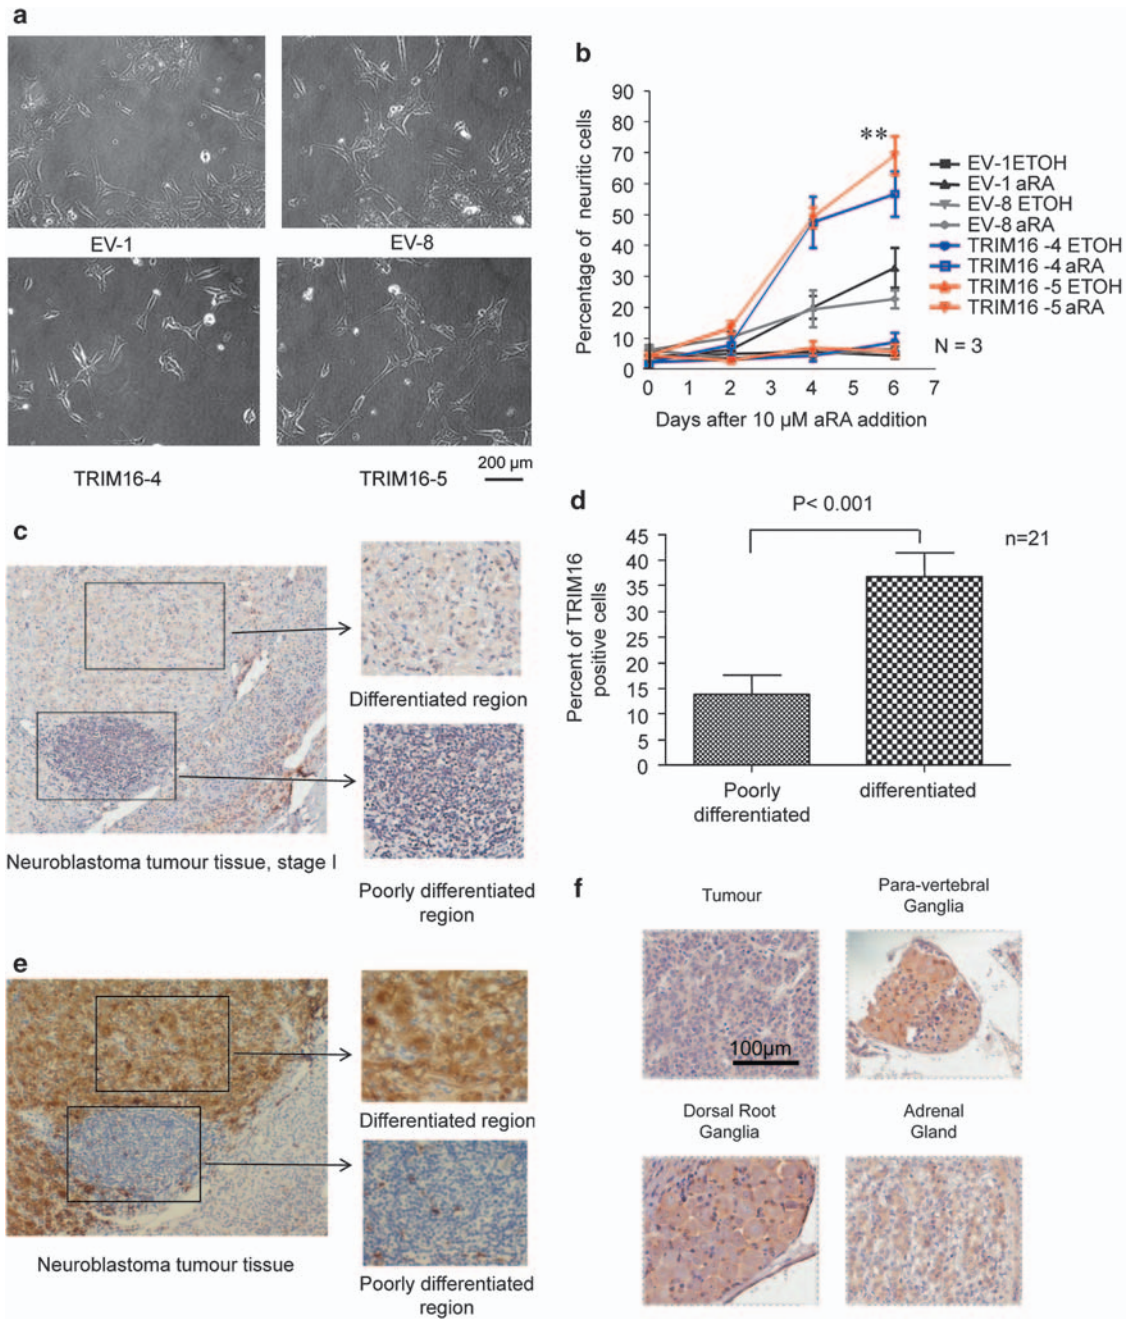 a
EV-1
EV-8
TRIM16-4
TRIM16-5
200 µm
b
Percentage of neuritic cells
90
80
70
60
50
40
30
20
10
0
0 1 2 3 4 5 6 7
Days after 10 µM aRA addition
**
EV-1ETOH
EV-1 aRA
EV-8 ETOH
EV-8 aRA
TRIM16 -4 ETOH
TRIM16 -4 aRA
TRIM16 -5 ETOH
TRIM16 -5 aRA
N = 3
c
Differentiated region
Neuroblastoma tumour tissue, stage I
Poorly differentiated
region
d
P< 0.001
n=21
Percent of TRIM16
positive cells
45
40
35
30
25
20
15
10
5
0
Poorly
differentiated
differentiated
e
Differentiated region
Neuroblastoma tumour tissue
Poorly differentiated
region
f
Tumour
Para-vertebral
Ganglia
100µm
Dorsal Root
Ganglia
Adrenal
Gland